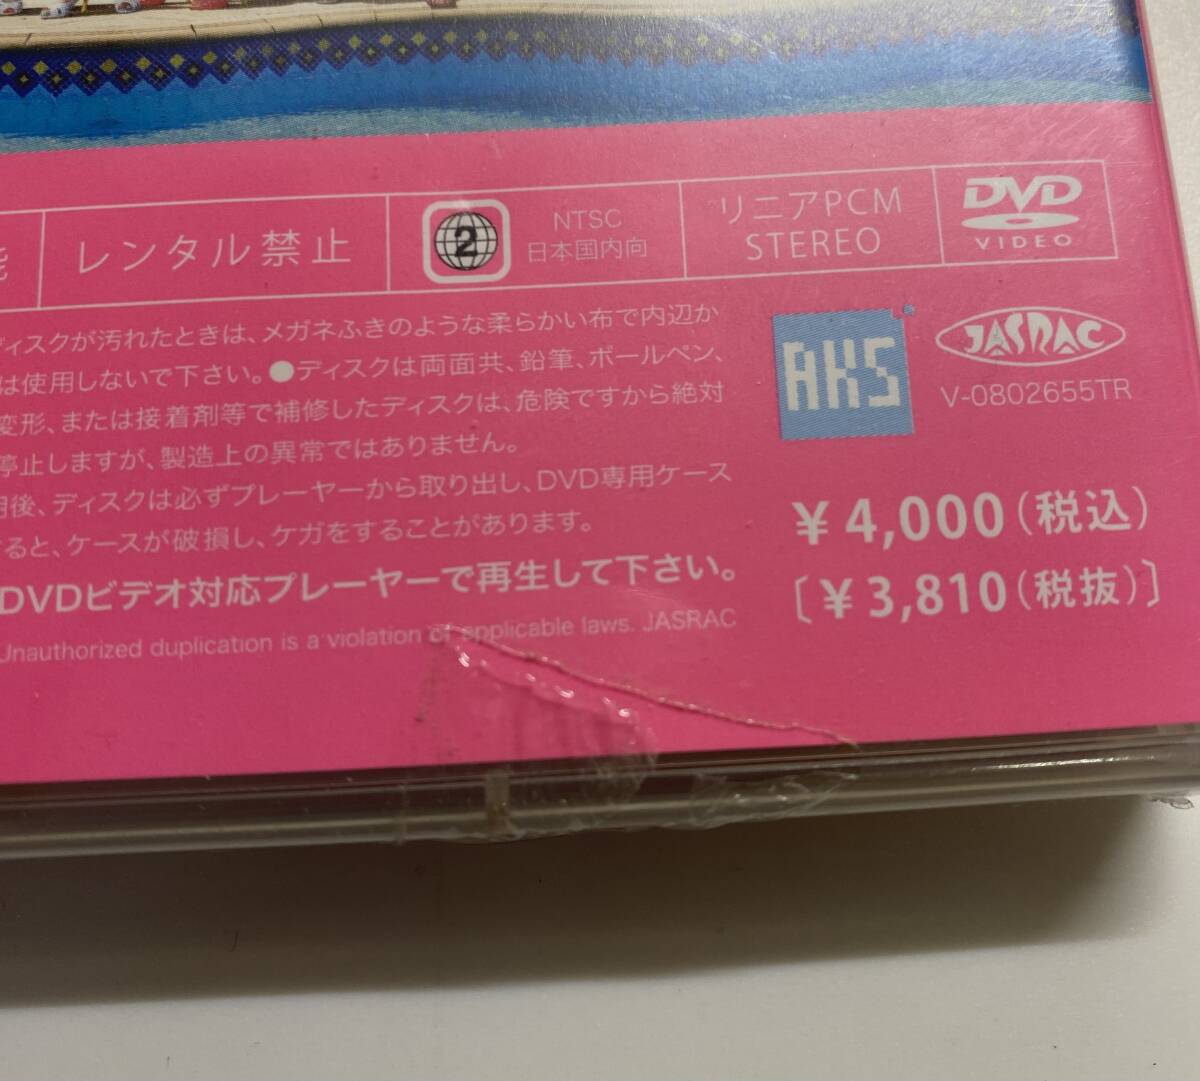 レンタル禁止
2
NTSC
日本国内向
リニアPCM
STEREO
DVD
VIDEO
ディスクが汚れたときは、メガネふきのような柔らかい布で内辺か
は使用しないで下さい。●ディスクは両面共、鉛筆、ボールペン、
変形、または接着剤等で補修したディスクは、危険ですから絶対
停止しますが、製造上の異常ではありません。
用後、ディスクは必ずプレーヤーから取り出し、DVD専用ケース
すると、ケースが破損し、ケガをすることがあります。
DVDビデオ対応プレーヤーで再生して下さい。
Unauthorized duplication is a violation of applicable laws. JASRAC
AKS
JASRAC
V-0802655TR
¥4,000(税込)
[¥3,810(税抜)]